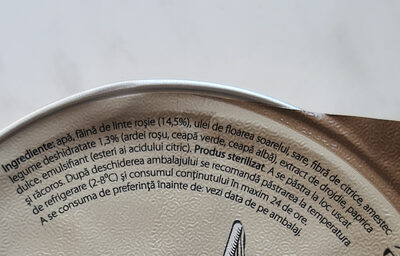 Ingrediente: apă, făină de linte roșie (14,5%), ulei de floarea soarelui, sare, fibră de citrice, amestec
legume deshidratate 1,3% (ardei roșu, ceapă verde, ceapă albă), extract de drojdie, paprica
dulce, emulsifiant (esteri ai acidului citric). Produs sterilizat. A se păstra la loc uscat
și răcoros. După deschiderea ambalajului se recomandă păstrarea la temperatura
de refrigerare (2-8°C) și consumul conținutului în maxim 24 de ore.
A se consuma de preferință înainte de: vezi data de pe ambalaj.